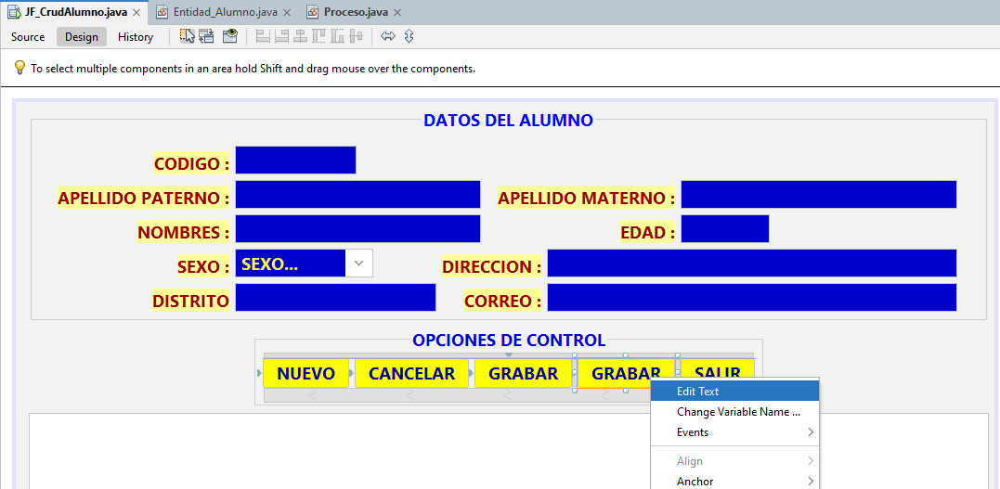 JF_CrudAlumno.java Entidad_Alumno.java Proceso.java
Source Design History
To select multiple components in an area hold Shift and drag mouse over the components.
DATOS DEL ALUMNO
CODIGO :
APELLIDO PATERNO : APELLIDO MATERNO :
NOMBRES : EDAD :
SEXO : SEXO... DIRECCION :
DISTRITO CORREO :
OPCIONES DE CONTROL
NUEVO CANCELAR GRABAR GRABAR SALIR
Edit Text
Change Variable Name ...
Events
Align
Anchor